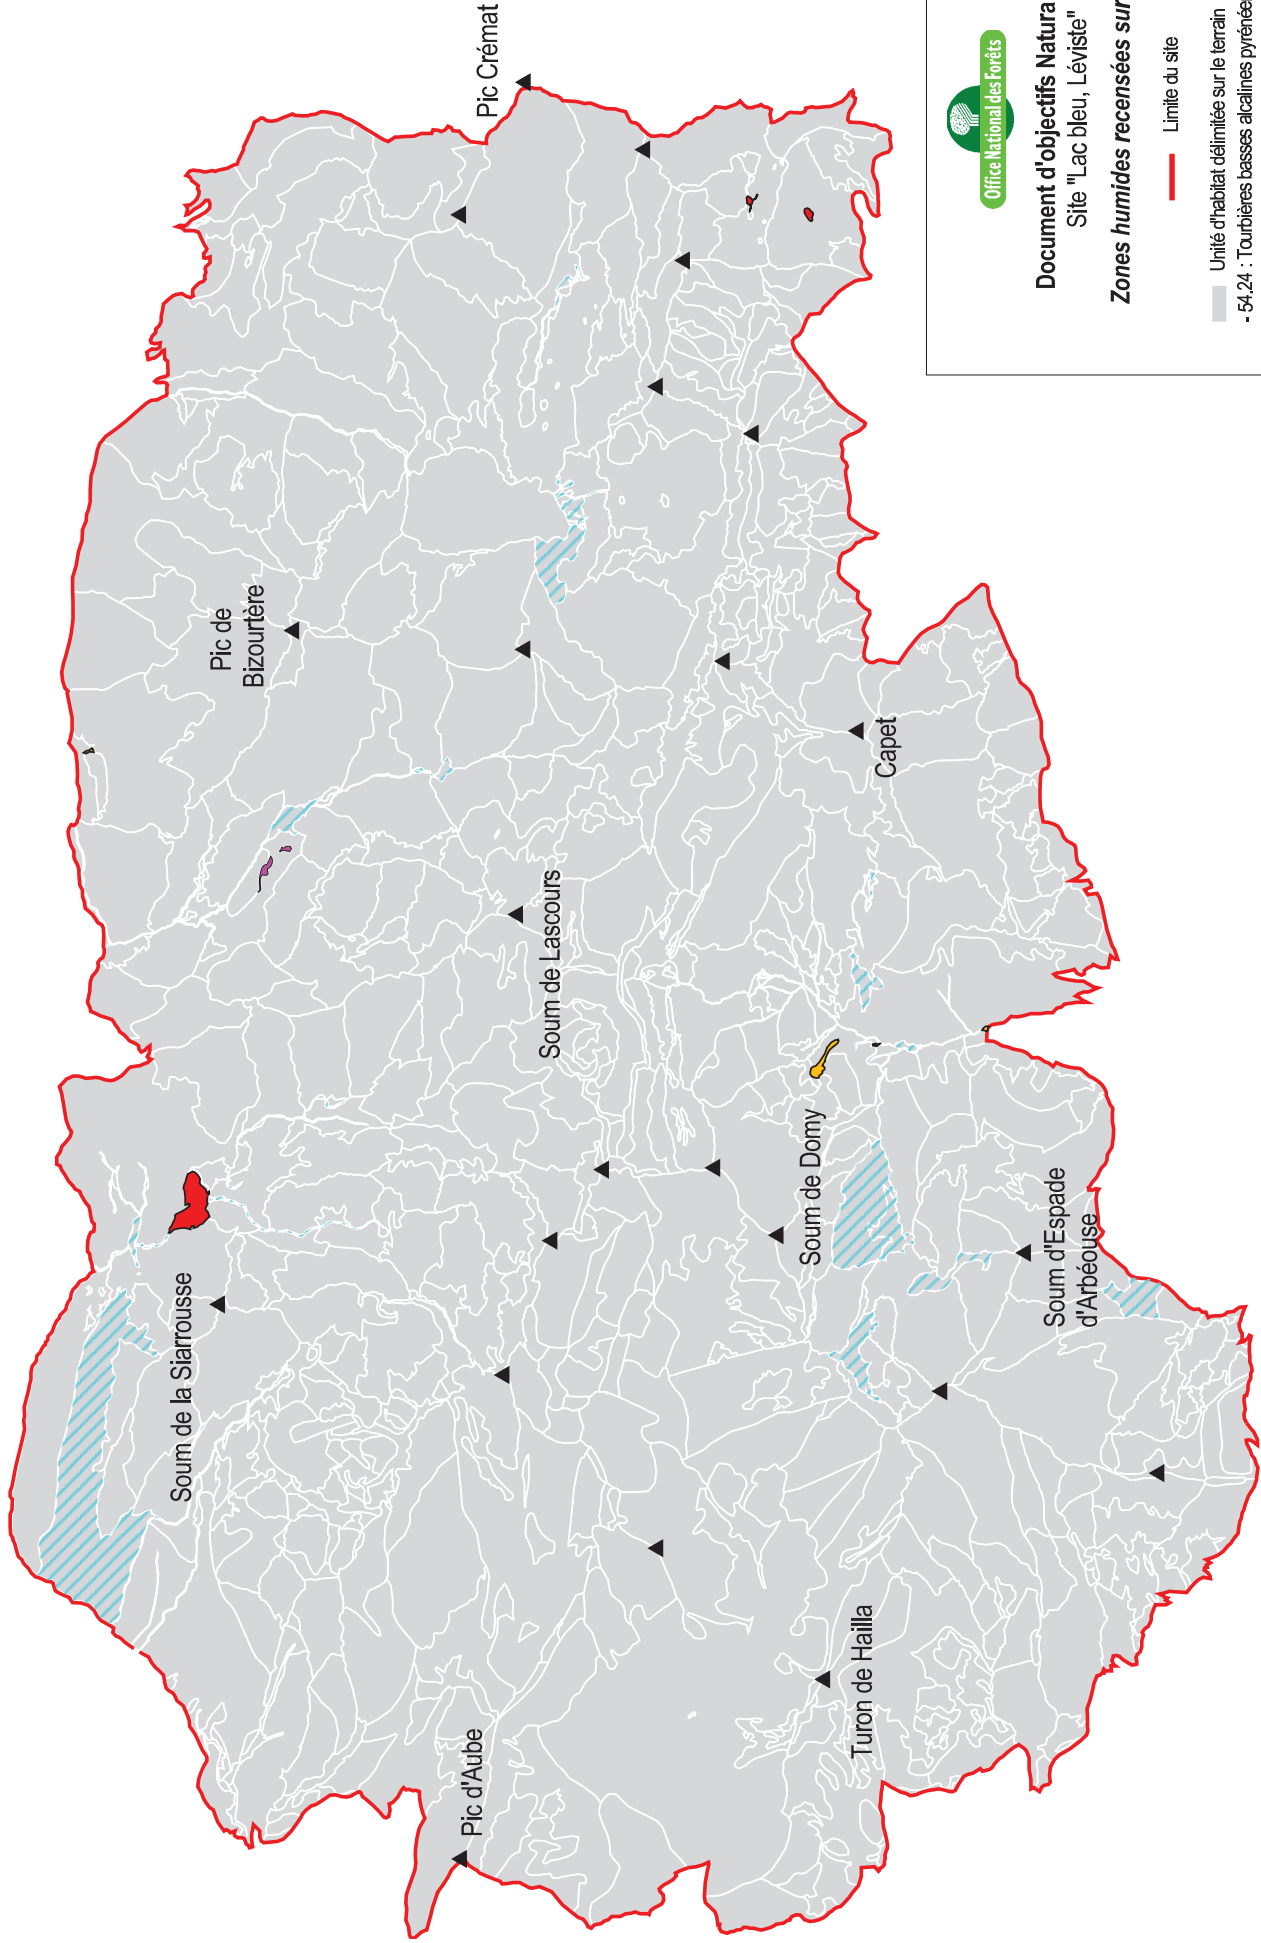 Pic Crémat
Pic de
Bizourtère
Capet
Soum de Lascours
Soum de Domy
Soum d'Espade
d'Arbéouse
Soum de la Siarrousse
Turon de Hailla
Pic d'Aube
Office National des Forêts
Document d'objectifs Natura
Site "Lac bleu, Léviste"
Zones humides recensées sur
Limite du site
Unité d'habitat délimitée sur le terrain
- 54.24 : Tourbières basses alcalines pyrénée